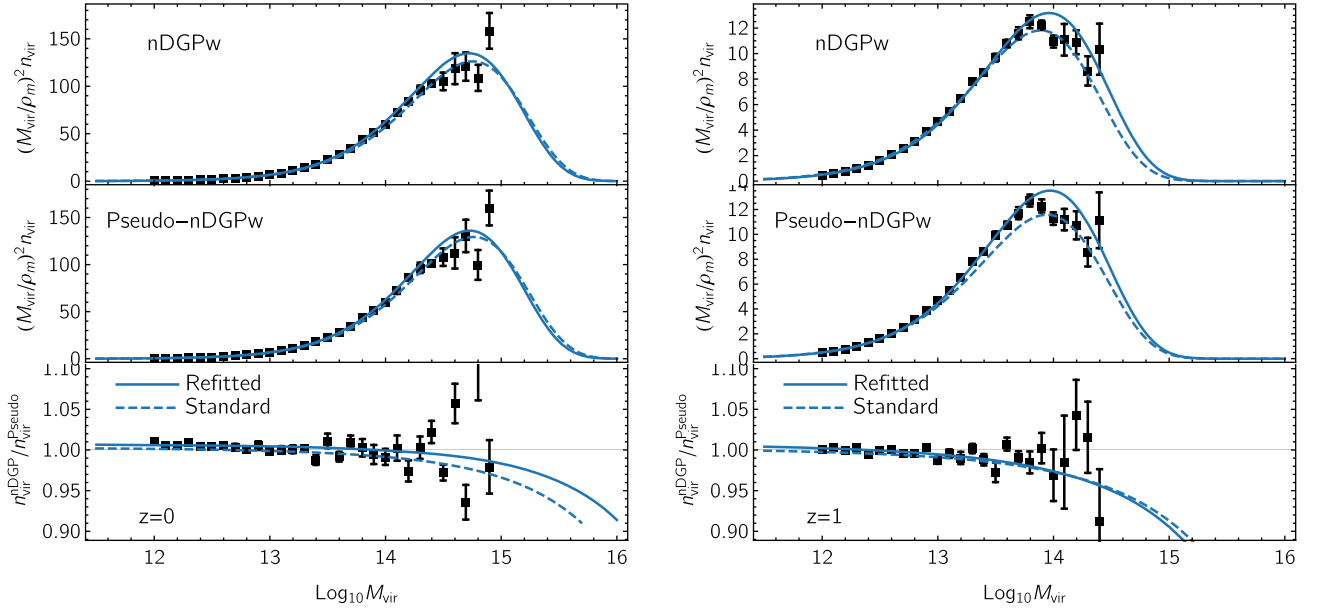 nDGPw
(M_vir/ρ_m)² n_vir
150
100
50
0
Pseudo−nDGPw
(M_vir/ρ_m)² n_vir
150
100
50
0
Refitted
Standard
n_vir^nDGP/n_vir^Pseudo
1.10
1.05
1.00
0.95
0.90
z=0
12 13 14 15 16
Log₁₀ M_vir
nDGPw
(M_vir/ρ_m)² n_vir
12
10
8
6
4
2
0
Pseudo−nDGPw
(M_vir/ρ_m)² n_vir
14
12
10
8
6
4
2
0
Refitted
Standard
n_vir^nDGP/n_vir^Pseudo
1.10
1.05
1.00
0.95
0.90
z=1
12 13 14 15 16
Log₁₀ M_vir